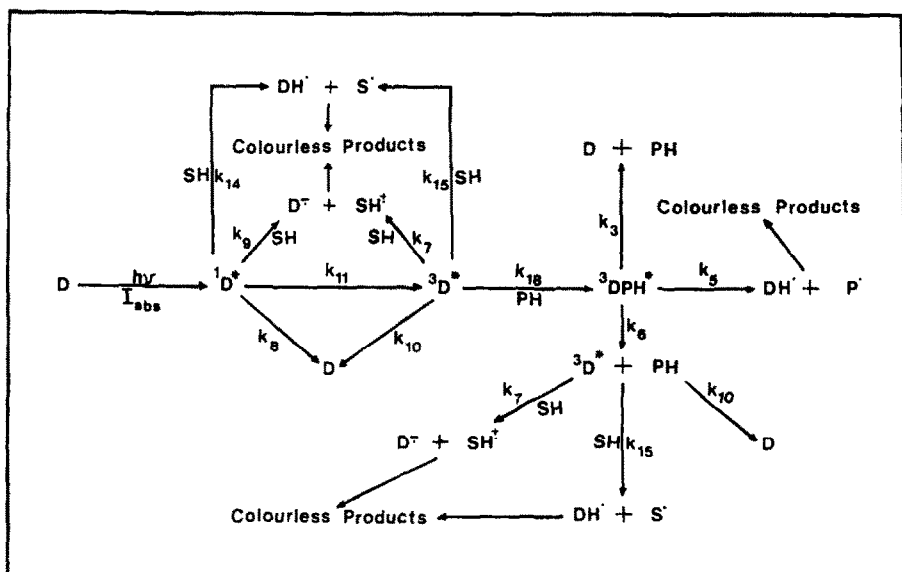 DH· + S·
Colourless Products
D + PH
SH k14
k15 SH
D⁻· + SH⁺·
Colourless Products
k9 SH
SH k7
k3
D hν Iabs ¹D* k11 ³D* k18 PH ³DPH* k5 DH· + P·
k8
k10
k6
D
³D* + PH
k7 SH
k10
SH k15
D⁻· + SH⁺·
D
Colourless Products
DH· + S·